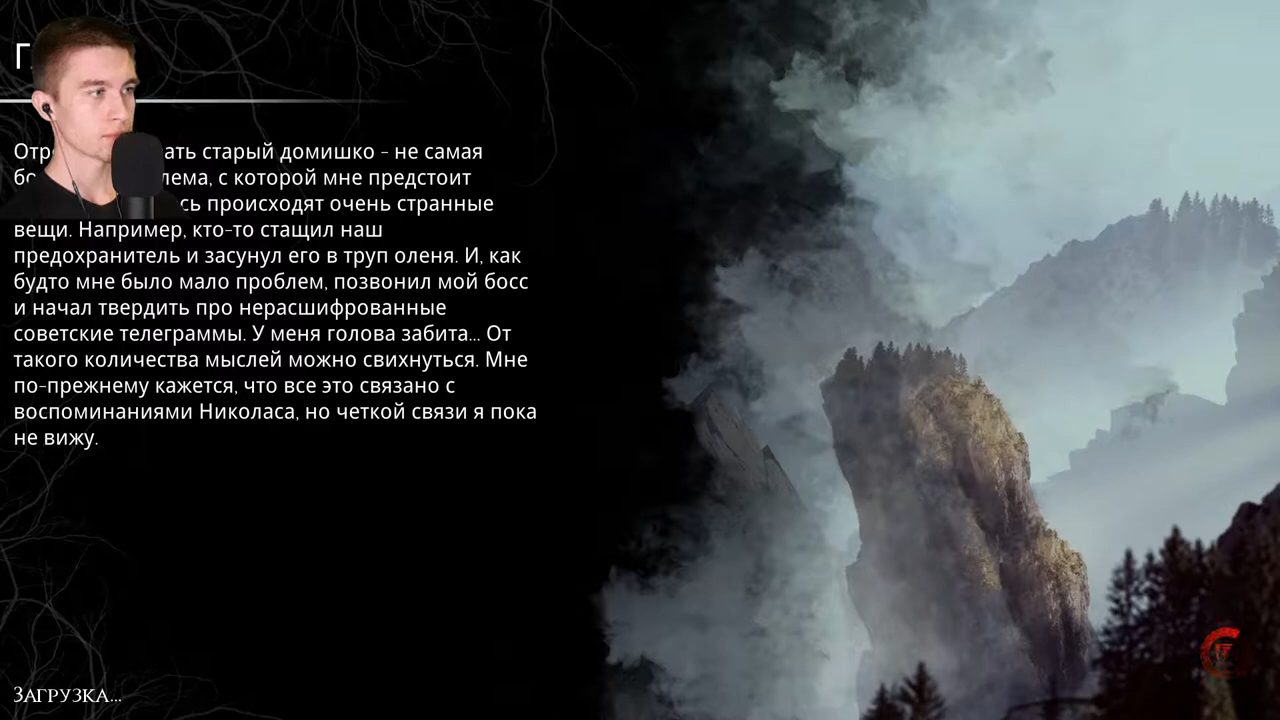 ать старый домишко - не самая
лема, с которой мне предстоит
сь происходят очень странные
вещи. Например, кто-то стащил наш
предохранитель и засунул его в труп оленя. И, как
будто мне было мало проблем, позвонил мой босс
и начал твердить про нерасшифрованные
советские телеграммы. У меня голова забита... От
такого количества мыслей можно свихнуться. Мне
по-прежнему кажется, что все это связано с
воспоминаниями Николаса, но четкой связи я пока
не вижу.
Загрузка...